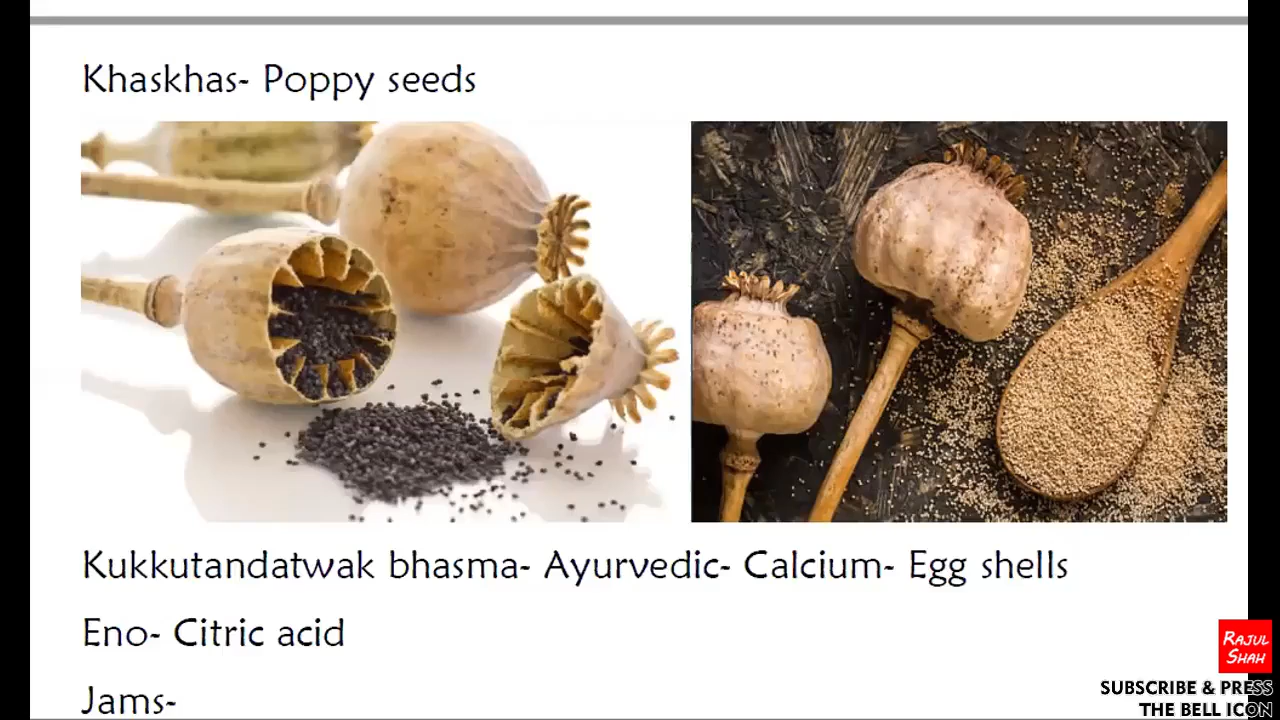 Khaskhas- Poppy seeds
Kukkutandatwak bhasma- Ayurvedic- Calcium- Egg shells
Eno- Citric acid
Jams-
RAJUL
SHAH
SUBSCRIBE & PRESS
THE BELL ICON